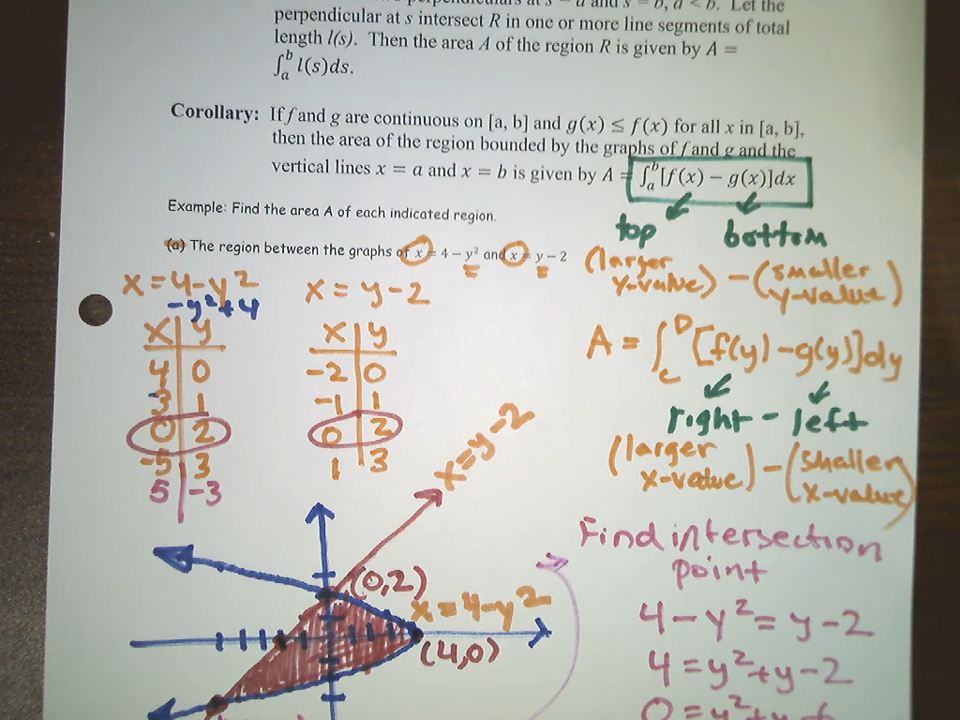 a and s = b, a < b. Let the
perpendicular at s intersect R in one or more line segments of total
length l(s). Then the area A of the region R is given by A =
∫ₐᵇ l(s)ds.
Corollary: If f and g are continuous on [a, b] and g(x) ≤ f(x) for all x in [a, b],
then the area of the region bounded by the graphs of f and g and the
vertical lines x = a and x = b is given by A = ∫ₐᵇ[f(x) − g(x)]dx
top bottom
Example: Find the area A of each indicated region.
(a) The region between the graphs of x = 4 − y² and x = y − 2
(larger y-value) − (smaller y-value)
x = 4 − y²
−y² + 4
x y
4 0
3 1
0 2
-5 3
5 -3
x = y − 2
x y
-2 0
-1 1
0 2
1 3
A = ∫ [f(y) − g(y)]dy
right − left
(larger x-value) − (smaller x-value)
x = y − 2
(0,2)
x = 4 − y²
(4,0)
Find intersection
point
4 − y² = y − 2
4 = y² + y − 2